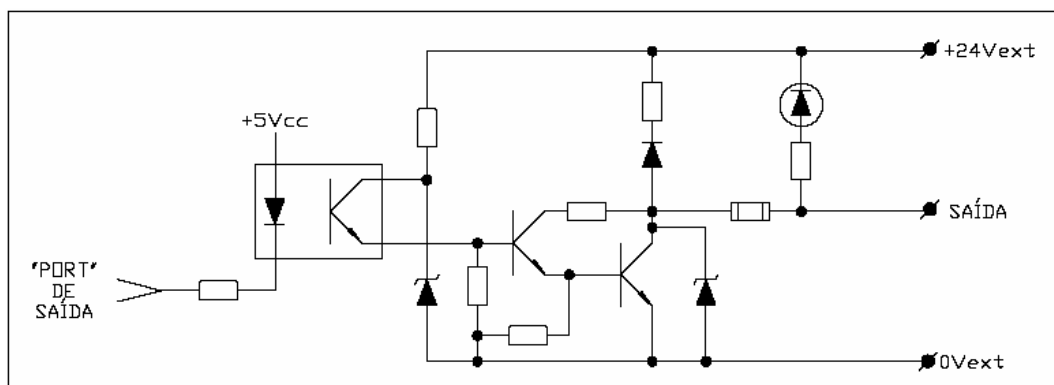 +24Vext
+5Vcc
SAÍDA
"PORT"
DE
SAÍDA
0Vext